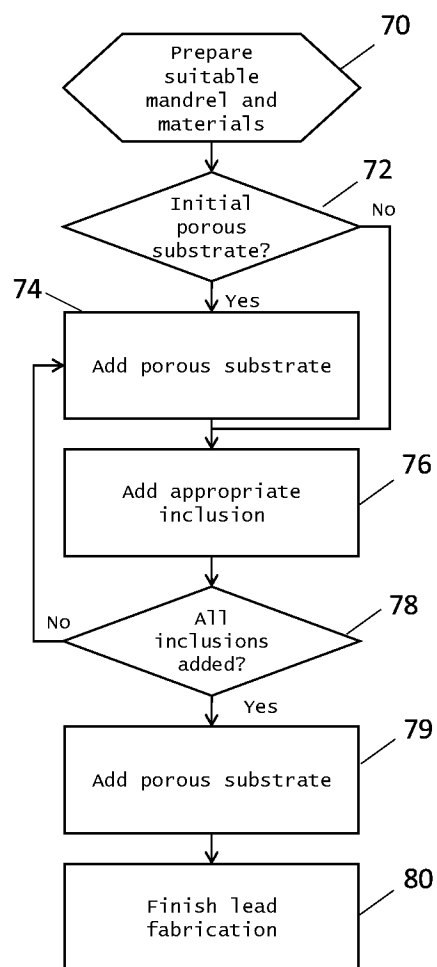 70
Prepare
suitable
mandrel and
materials
72
Initial
porous
substrate?
No
74
Yes
Add porous substrate
76
Add appropriate
inclusion
78
All
inclusions
added?
No
Yes
79
Add porous substrate
80
Finish lead
fabrication